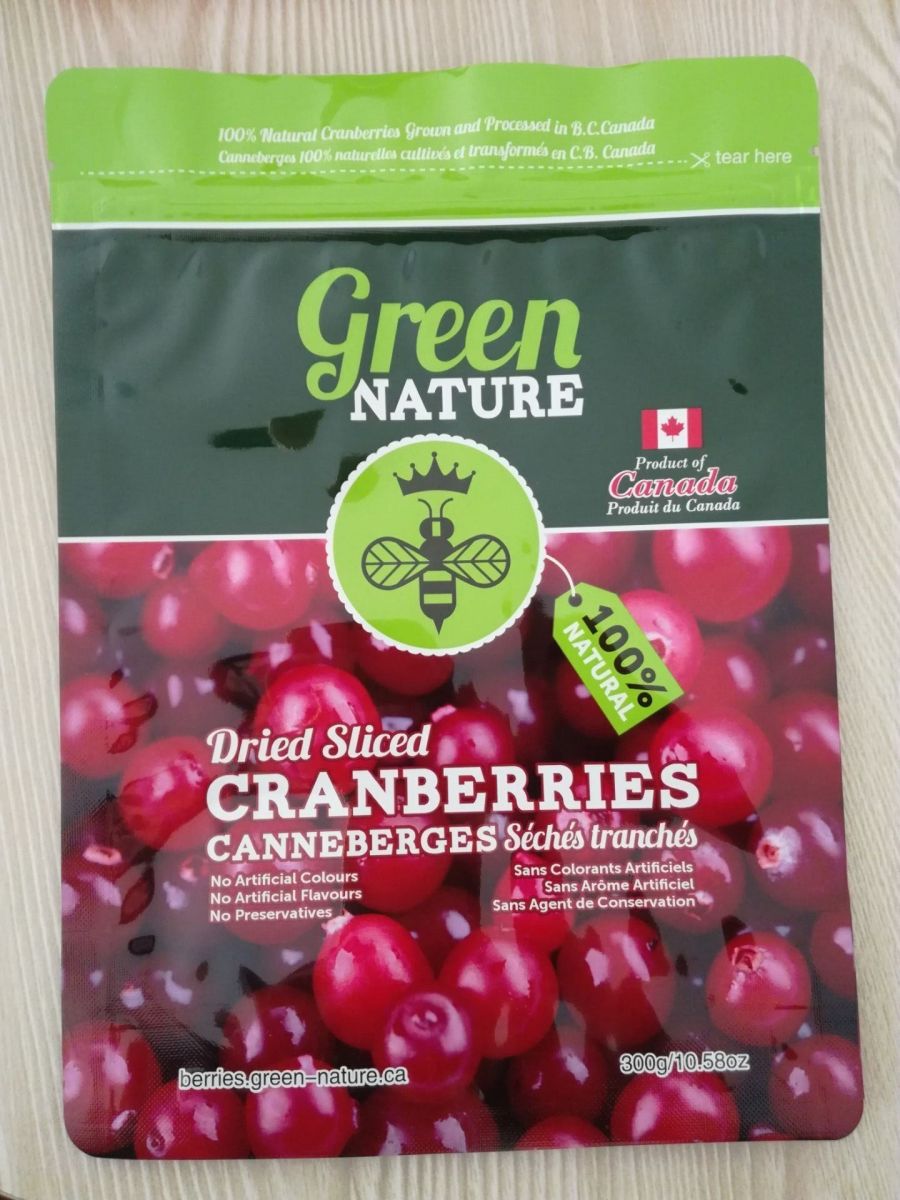 100% Natural Cranberries Grown and Processed in B.C.Canada
Canneberges 100% naturelles cultivés et transformés en C.B. Canada
tear here
Green
NATURE
Product of
Canada
Produit du Canada
100%
NATURAL
Dried Sliced
CRANBERRIES
CANNEBERGES Séchés tranchés
No Artificial Colours
No Artificial Flavours
No Preservatives
Sans Colorants Artificiels
Sans Arôme Artificiel
Sans Agent de Conservation
berries.green-nature.ca
300g/10.58oz